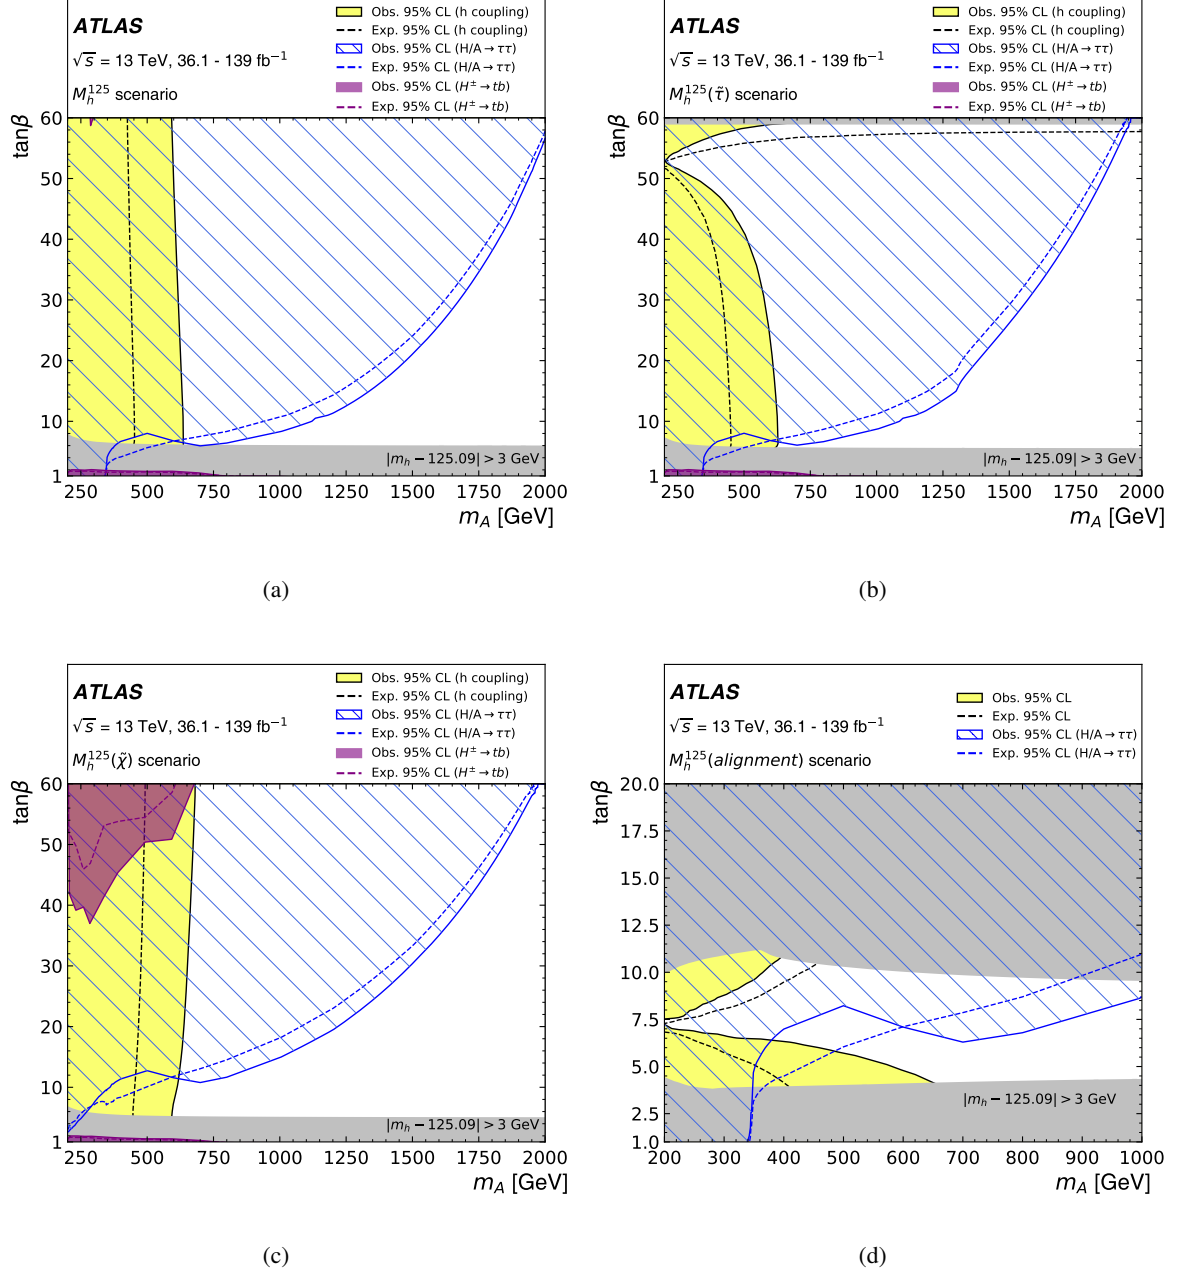 ATLAS
√s = 13 TeV, 36.1 - 139 fb⁻¹
M_h^125 scenario
Obs. 95% CL (h coupling)
Exp. 95% CL (h coupling)
Obs. 95% CL (H/A→ττ)
Exp. 95% CL (H/A→ττ)
Obs. 95% CL (H^±→tb)
Exp. 95% CL (H^±→tb)
tanβ
60
50
40
30
20
10
1
|m_h − 125.09| > 3 GeV
250 500 750 1000 1250 1500 1750 2000
m_A [GeV]
(a)
ATLAS
√s = 13 TeV, 36.1 - 139 fb⁻¹
M_h^125(τ̃) scenario
Obs. 95% CL (h coupling)
Exp. 95% CL (h coupling)
Obs. 95% CL (H/A→ττ)
Exp. 95% CL (H/A→ττ)
Obs. 95% CL (H^±→tb)
Exp. 95% CL (H^±→tb)
tanβ
60
50
40
30
20
10
1
|m_h − 125.09| > 3 GeV
250 500 750 1000 1250 1500 1750 2000
m_A [GeV]
(b)
ATLAS
√s = 13 TeV, 36.1 - 139 fb⁻¹
M_h^125(χ̃) scenario
Obs. 95% CL (h coupling)
Exp. 95% CL (h coupling)
Obs. 95% CL (H/A→ττ)
Exp. 95% CL (H/A→ττ)
Obs. 95% CL (H^±→tb)
Exp. 95% CL (H^±→tb)
tanβ
60
50
40
30
20
10
1
|m_h − 125.09| > 3 GeV
250 500 750 1000 1250 1500 1750 2000
m_A [GeV]
(c)
ATLAS
√s = 13 TeV, 36.1 - 139 fb⁻¹
M_h^125(alignment) scenario
Obs. 95% CL
Exp. 95% CL
Obs. 95% CL (H/A→ττ)
Exp. 95% CL (H/A→ττ)
tanβ
20.0
17.5
15.0
12.5
10.0
7.5
5.0
2.5
1.0
|m_h − 125.09| > 3 GeV
200 300 400 500 600 700 800 900 1000
m_A [GeV]
(d)